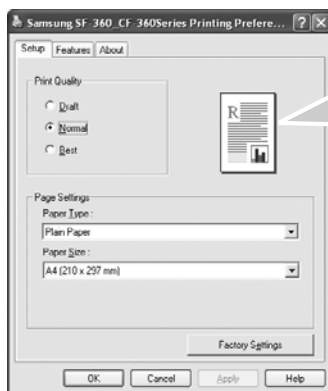 Samsung SF-360_CF-360Series Printing Prefere...
Setup Features About
Print Quality
Draft
Normal
Best
R
Page Settings
Paper Type :
Plain Paper
Paper Size :
A4 (210 x 297 mm)
Factory Settings
OK Cancel Apply Help